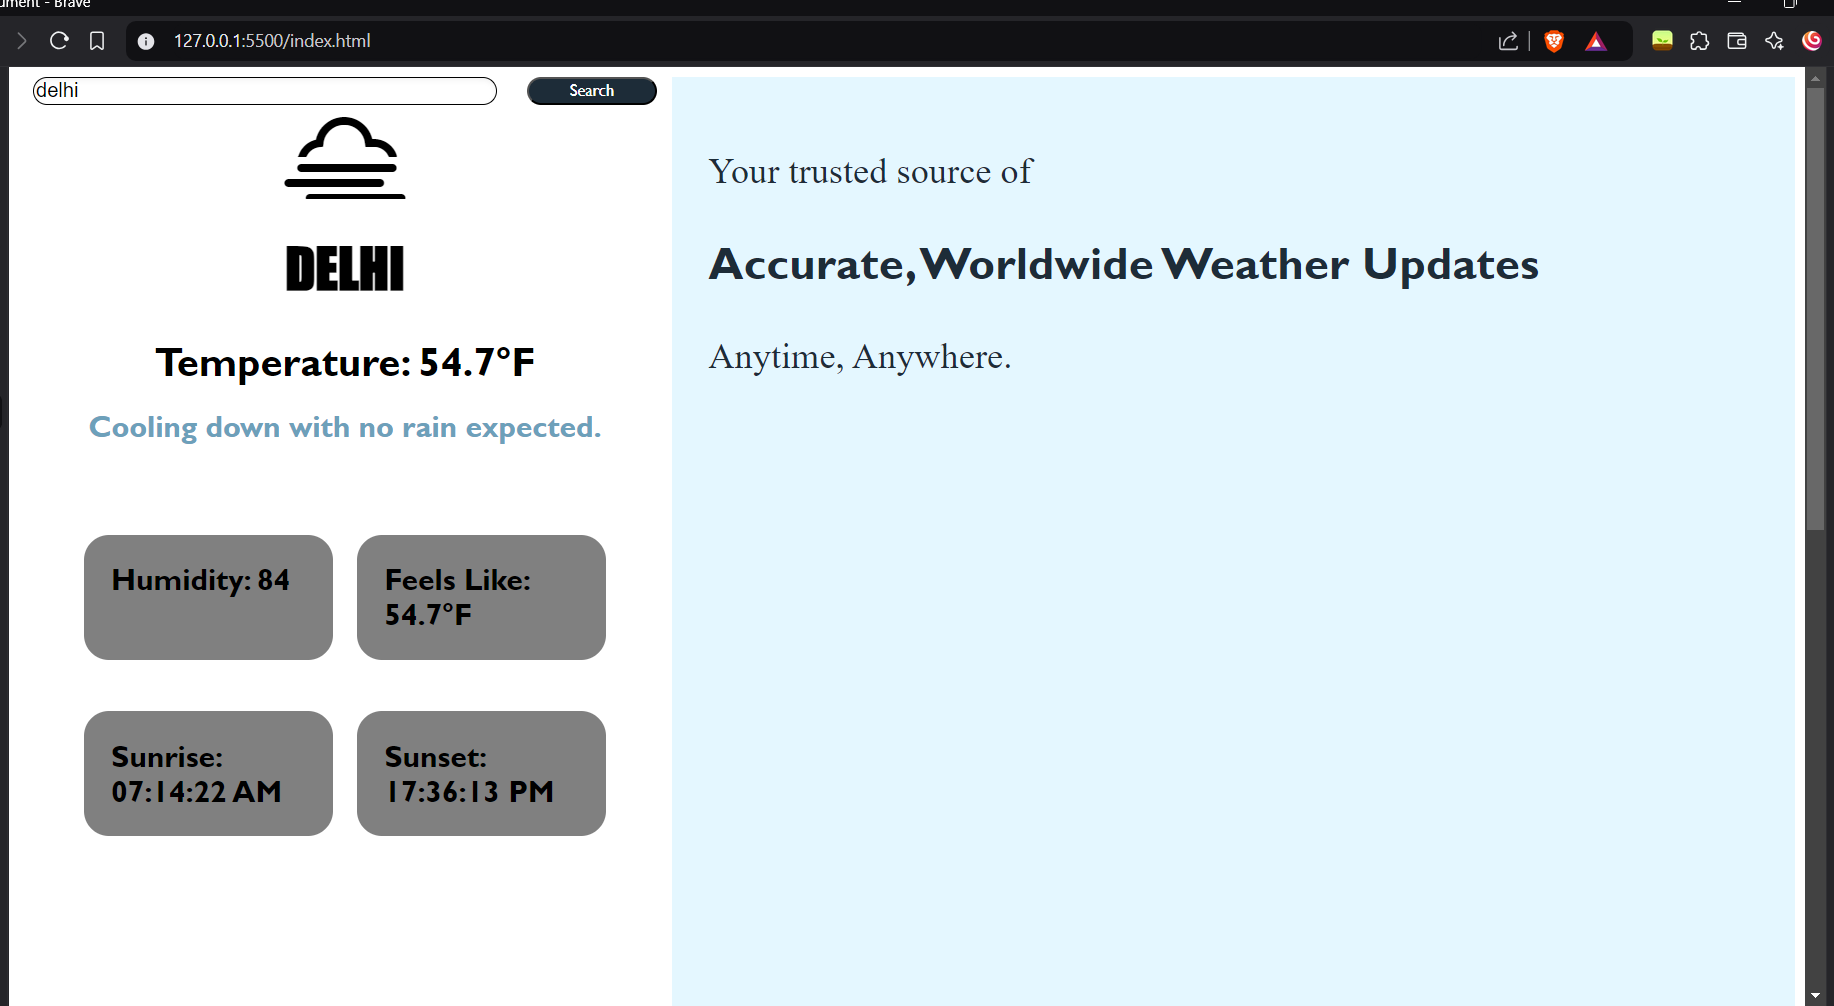 ument - Brave
127.0.0.1:5500/index.html
delhi
Search
DELHI
Temperature: 54.7°F
Cooling down with no rain expected.
Humidity: 84
Feels Like:
54.7°F
Sunrise:
07:14:22 AM
Sunset:
17:36:13 PM
Your trusted source of
Accurate, Worldwide Weather Updates
Anytime, Anywhere.